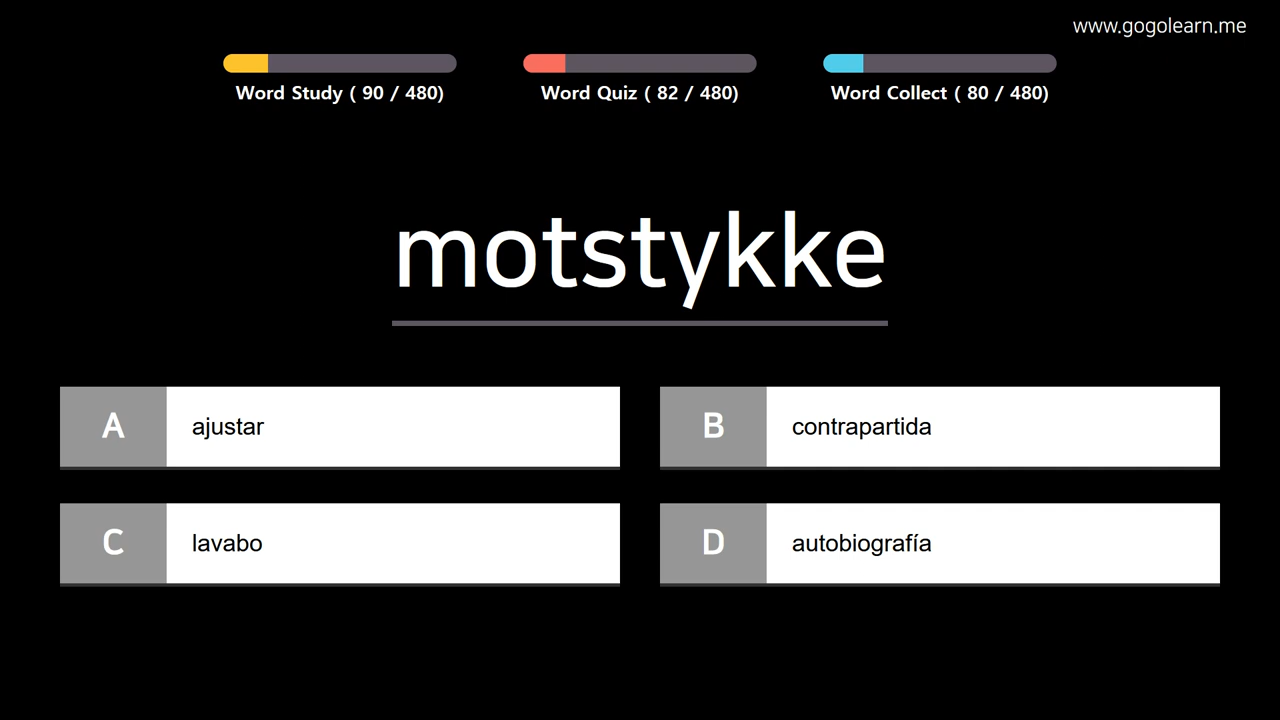 www.gogolearn.me
Word Study ( 90 / 480)
Word Quiz ( 82 / 480)
Word Collect ( 80 / 480)
motstykke
A ajustar
B contrapartida
C lavabo
D autobiografía